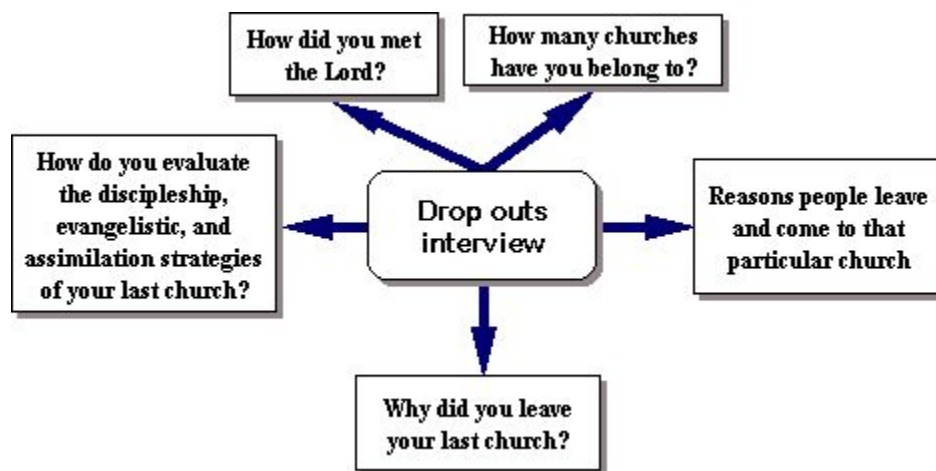 How did you met
the Lord?
How many churches
have you belong to?
How do you evaluate
the discipleship,
evangelistic, and
assimilation strategies
of your last church?
Drop outs
interview
Reasons people leave
and come to that
particular church
Why did you leave
your last church?